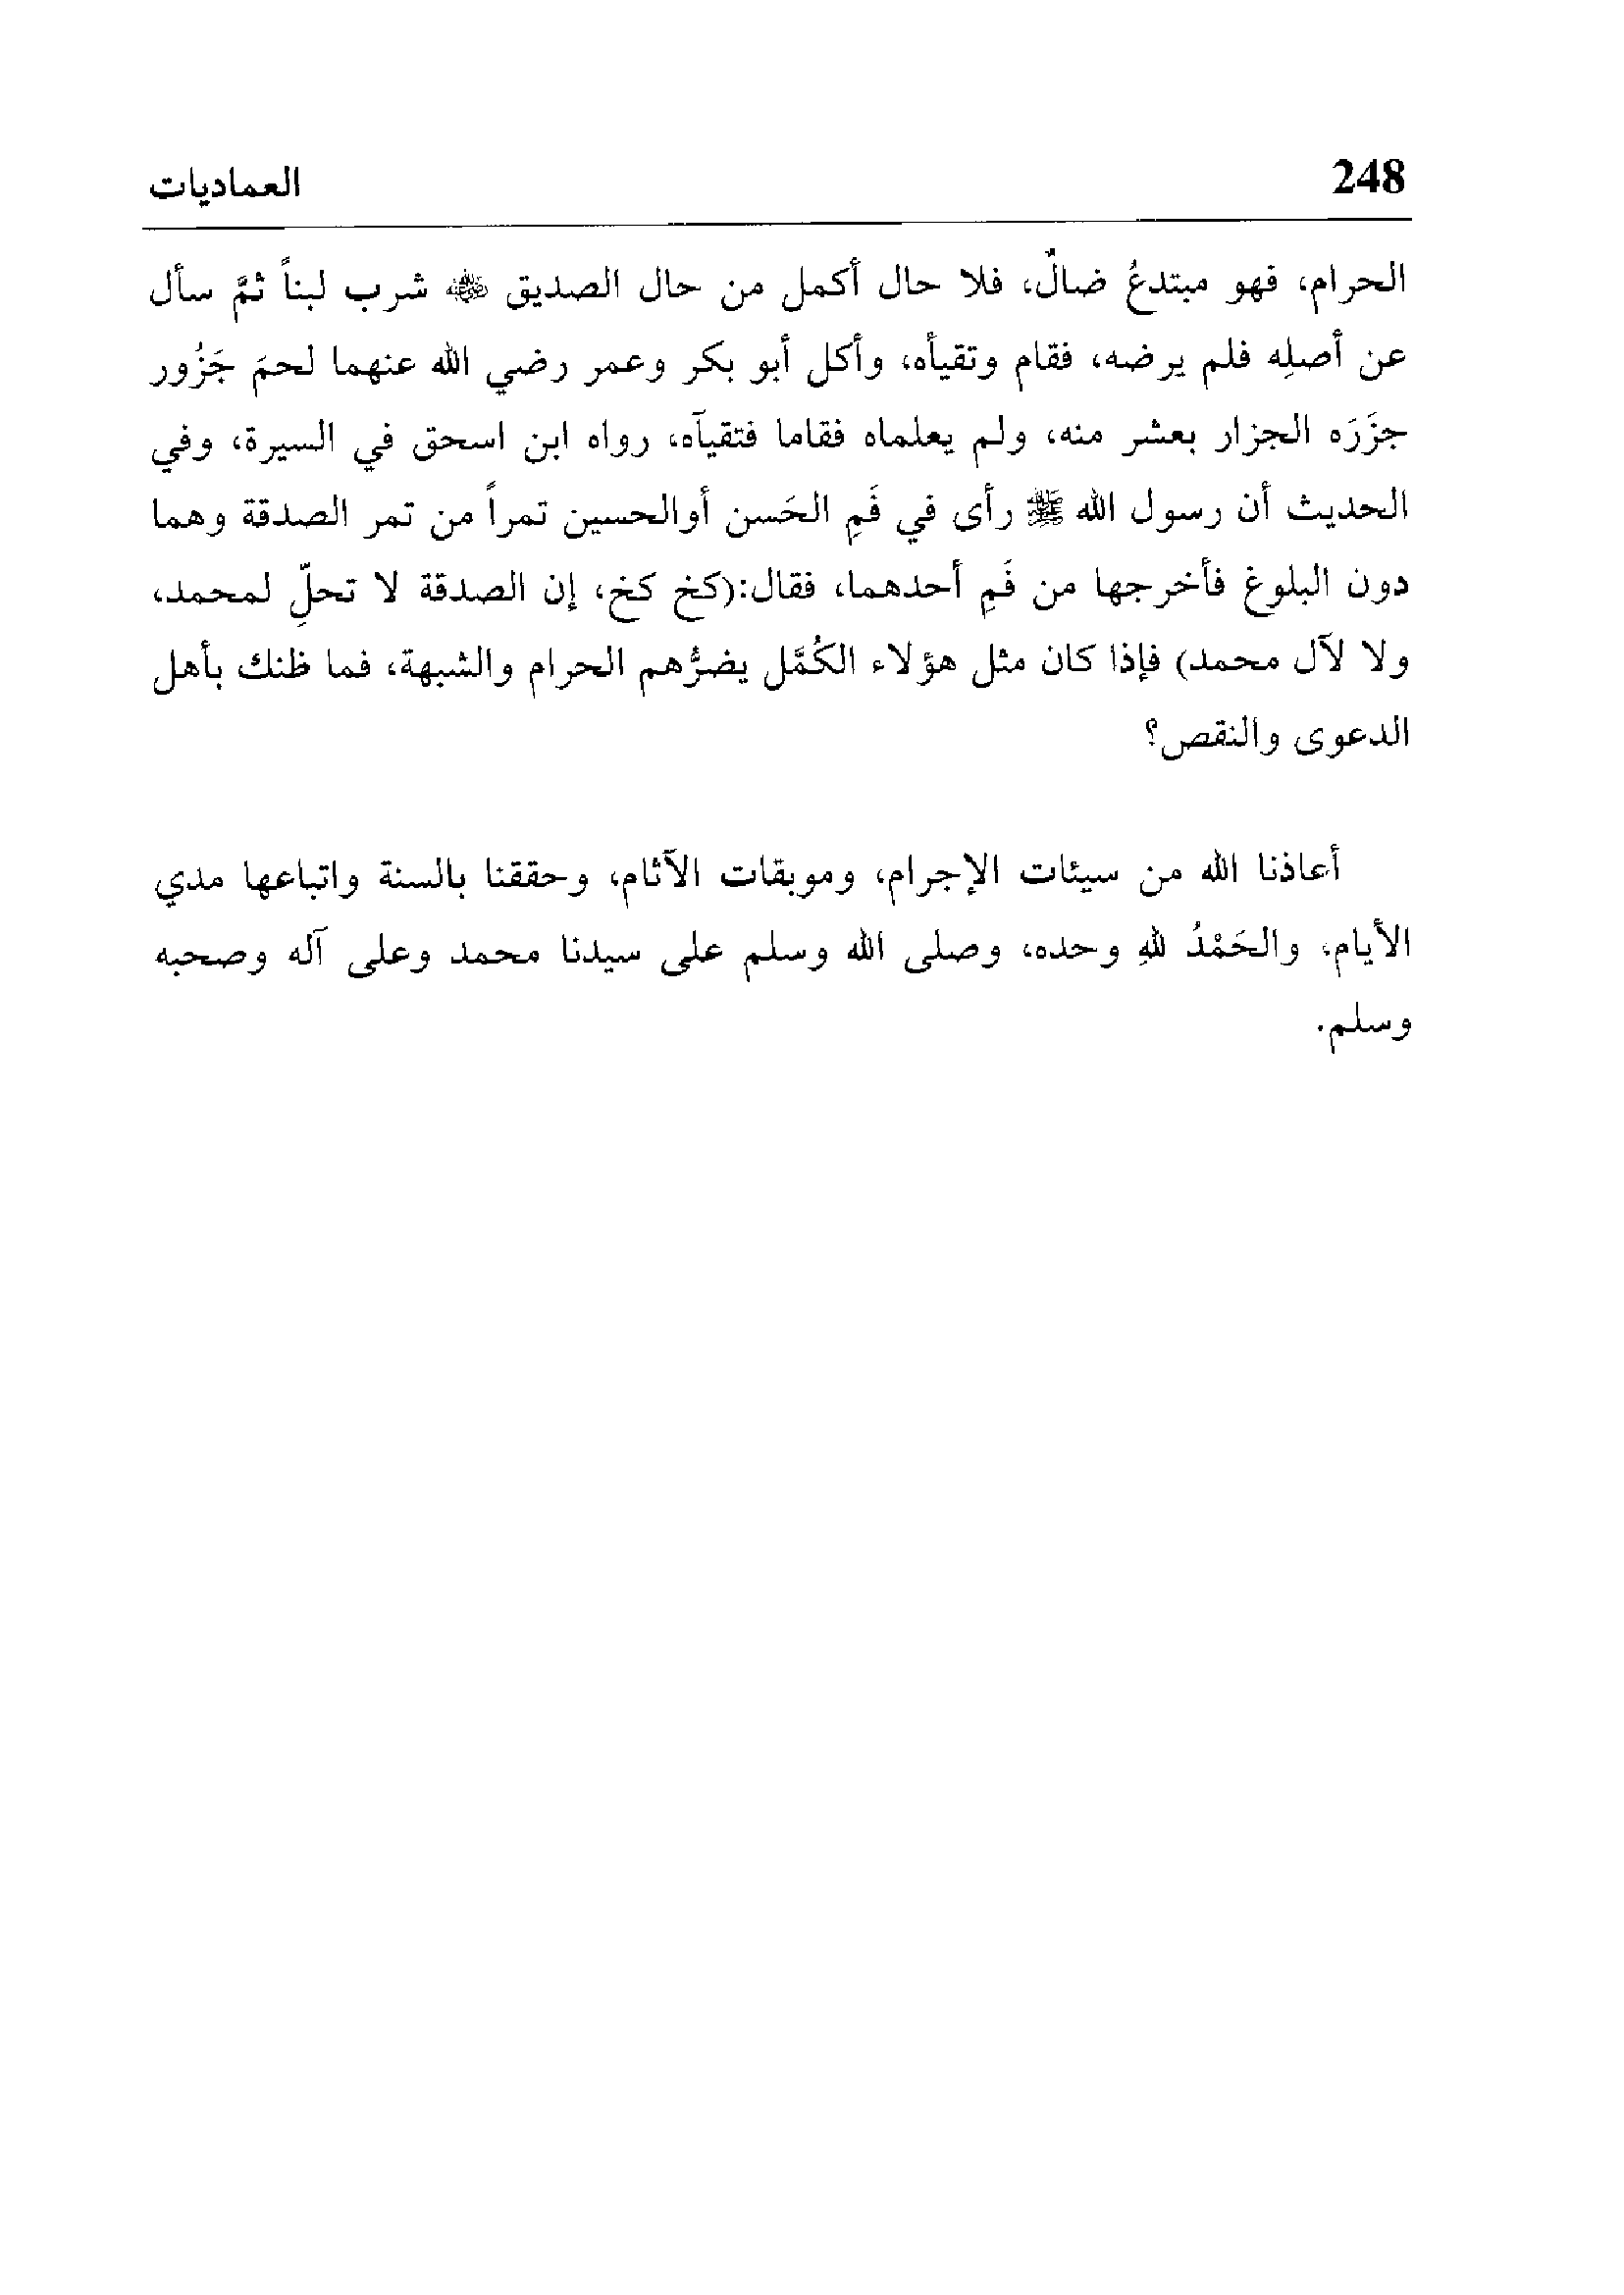 248
العماديات
الحرام، فهو مبتدعُ ضالٌ، فلا حال أكمل من حال الصديق ﵁ شرب لبناً ثمَّ سأل
عن أصلِه فلم يرضه، فقام وتقيأه، وأكل أبو بكر وعمر رضي الله عنهما لحمَ جَزُور
جزَرَه الجزار بعشر منه، ولم يعلماه فقاما فتقيآه، رواه ابن اسحق في السيرة، وفي
الحديث أن رسول الله ﷺ رأى في فَمِ الحَسن أوالحسين تمراً من تمر الصدقة وهما
دون البلوغ فأخرجها من فَمِ أحدهما، فقال:(كخ كخ، إن الصدقة لا تحلِّ لمحمد،
ولا لآل محمد) فإذا كان مثل هؤلاء الكُمَّل يضرُّهم الحرام والشبهة، فما ظنك بأهل
الدعوى والنقص؟
أعاذنا الله من سيئات الإجرام، وموبقات الآثام، وحققنا بالسنة واتباعها مدي
الأيام، والحَمْدُ للهِ وحده، وصلى الله وسلم على سيدنا محمد وعلى آله وصحبه
وسلم.